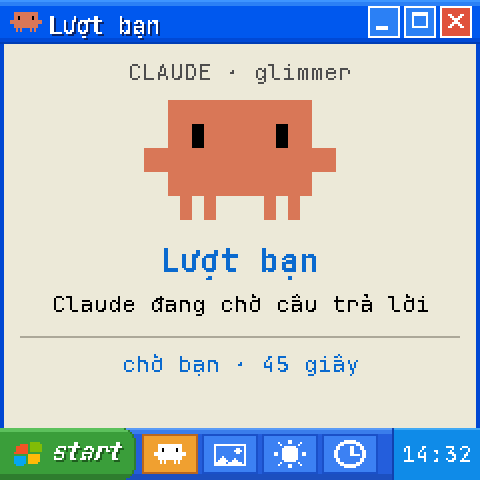 Lượt bạn
CLAUDE · glimmer
Lượt bạn
Claude đang chờ câu trả lời
chờ bạn · 45 giây
start
14:32